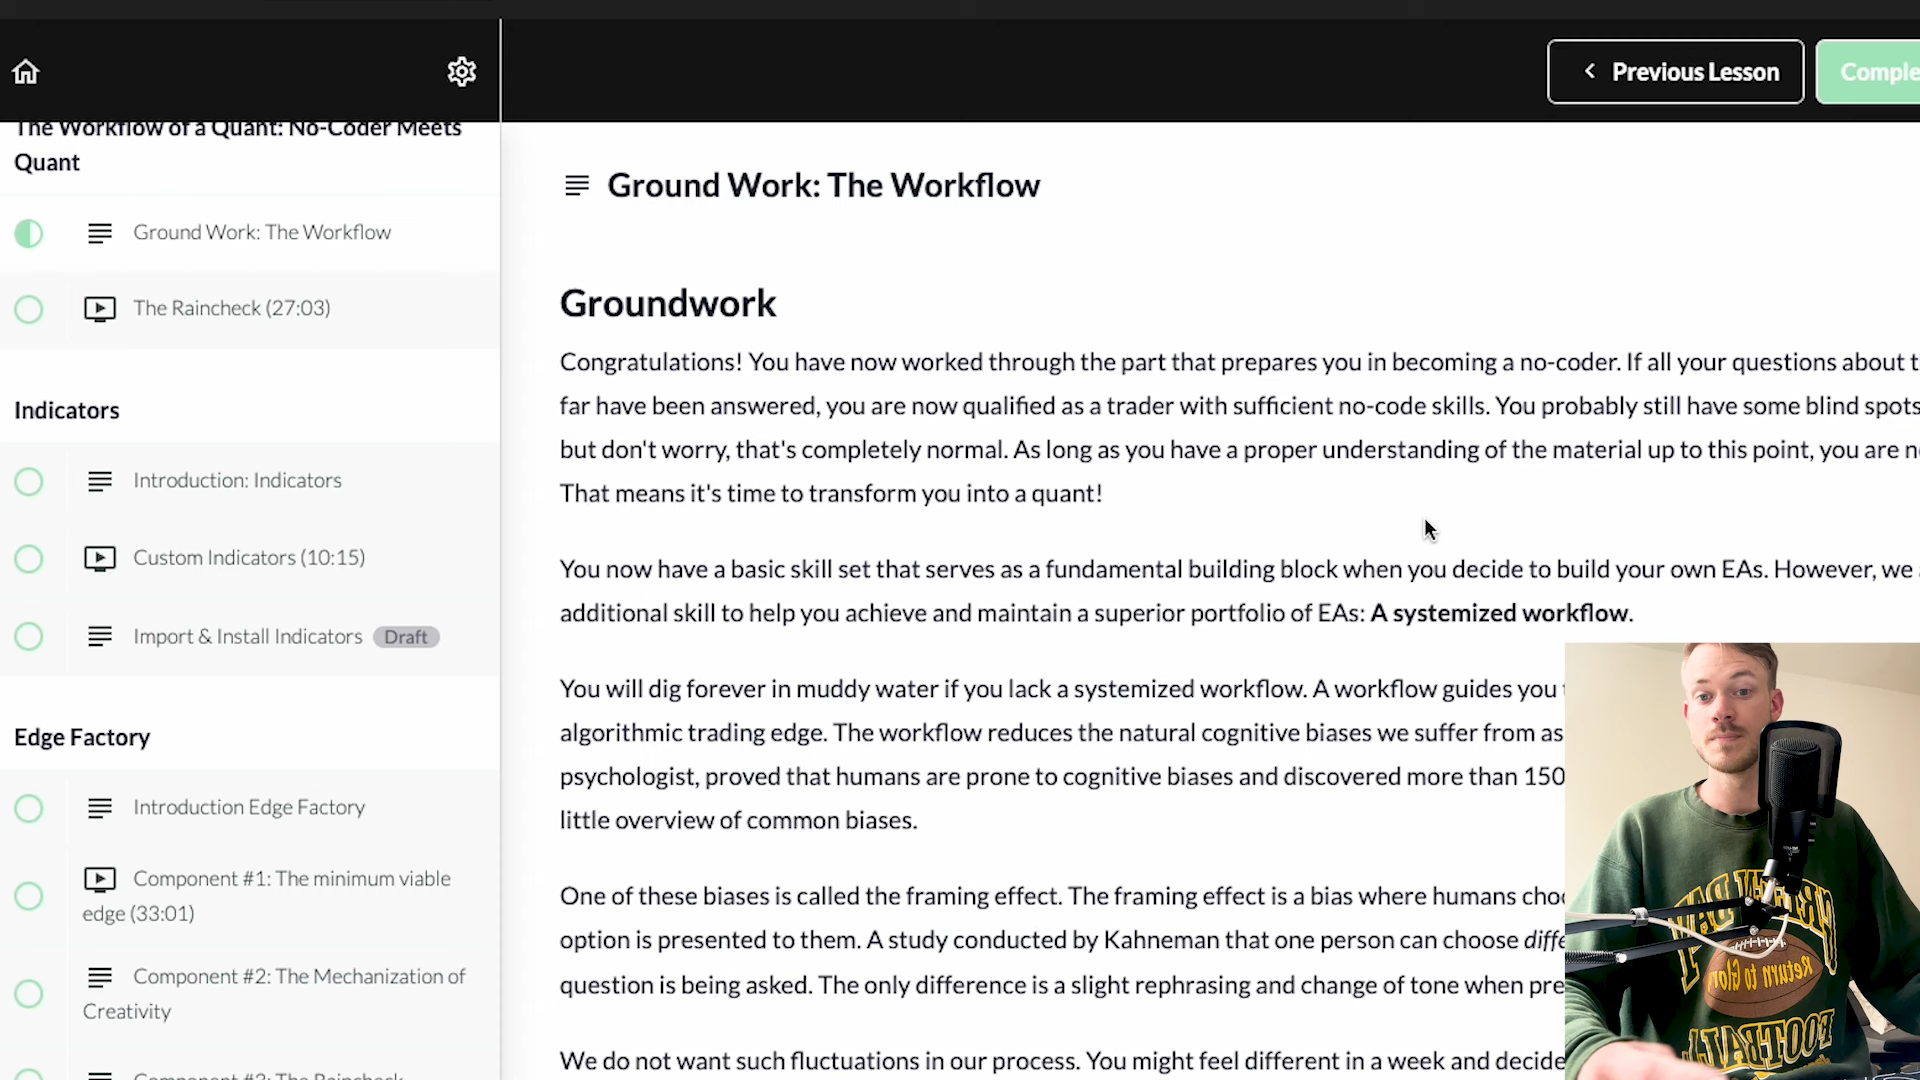 Previous Lesson
Comple
The Workflow of a Quant: No-Coder Meets
Quant
Ground Work: The Workflow
The Raincheck (27:03)
Indicators
Introduction: Indicators
Custom Indicators (10:15)
Import & Install Indicators Draft
Edge Factory
Introduction Edge Factory
Component #1: The minimum viable
edge (33:01)
Component #2: The Mechanization of
Creativity
Component #3: The Raincheck
Ground Work: The Workflow
Groundwork
Congratulations! You have now worked through the part that prepares you in becoming a no-coder. If all your questions about t
far have been answered, you are now qualified as a trader with sufficient no-code skills. You probably still have some blind spots
but don't worry, that's completely normal. As long as you have a proper understanding of the material up to this point, you are n
That means it's time to transform you into a quant!
You now have a basic skill set that serves as a fundamental building block when you decide to build your own EAs. However, we a
additional skill to help you achieve and maintain a superior portfolio of EAs: A systemized workflow.
You will dig forever in muddy water if you lack a systemized workflow. A workflow guides you t
algorithmic trading edge. The workflow reduces the natural cognitive biases we suffer from as
psychologist, proved that humans are prone to cognitive biases and discovered more than 150
little overview of common biases.
One of these biases is called the framing effect. The framing effect is a bias where humans choo
option is presented to them. A study conducted by Kahneman that one person can choose diffe
question is being asked. The only difference is a slight rephrasing and change of tone when pre
We do not want such fluctuations in our process. You might feel different in a week and decide
GREEN BAY
Return to Glory
FOOTBALL